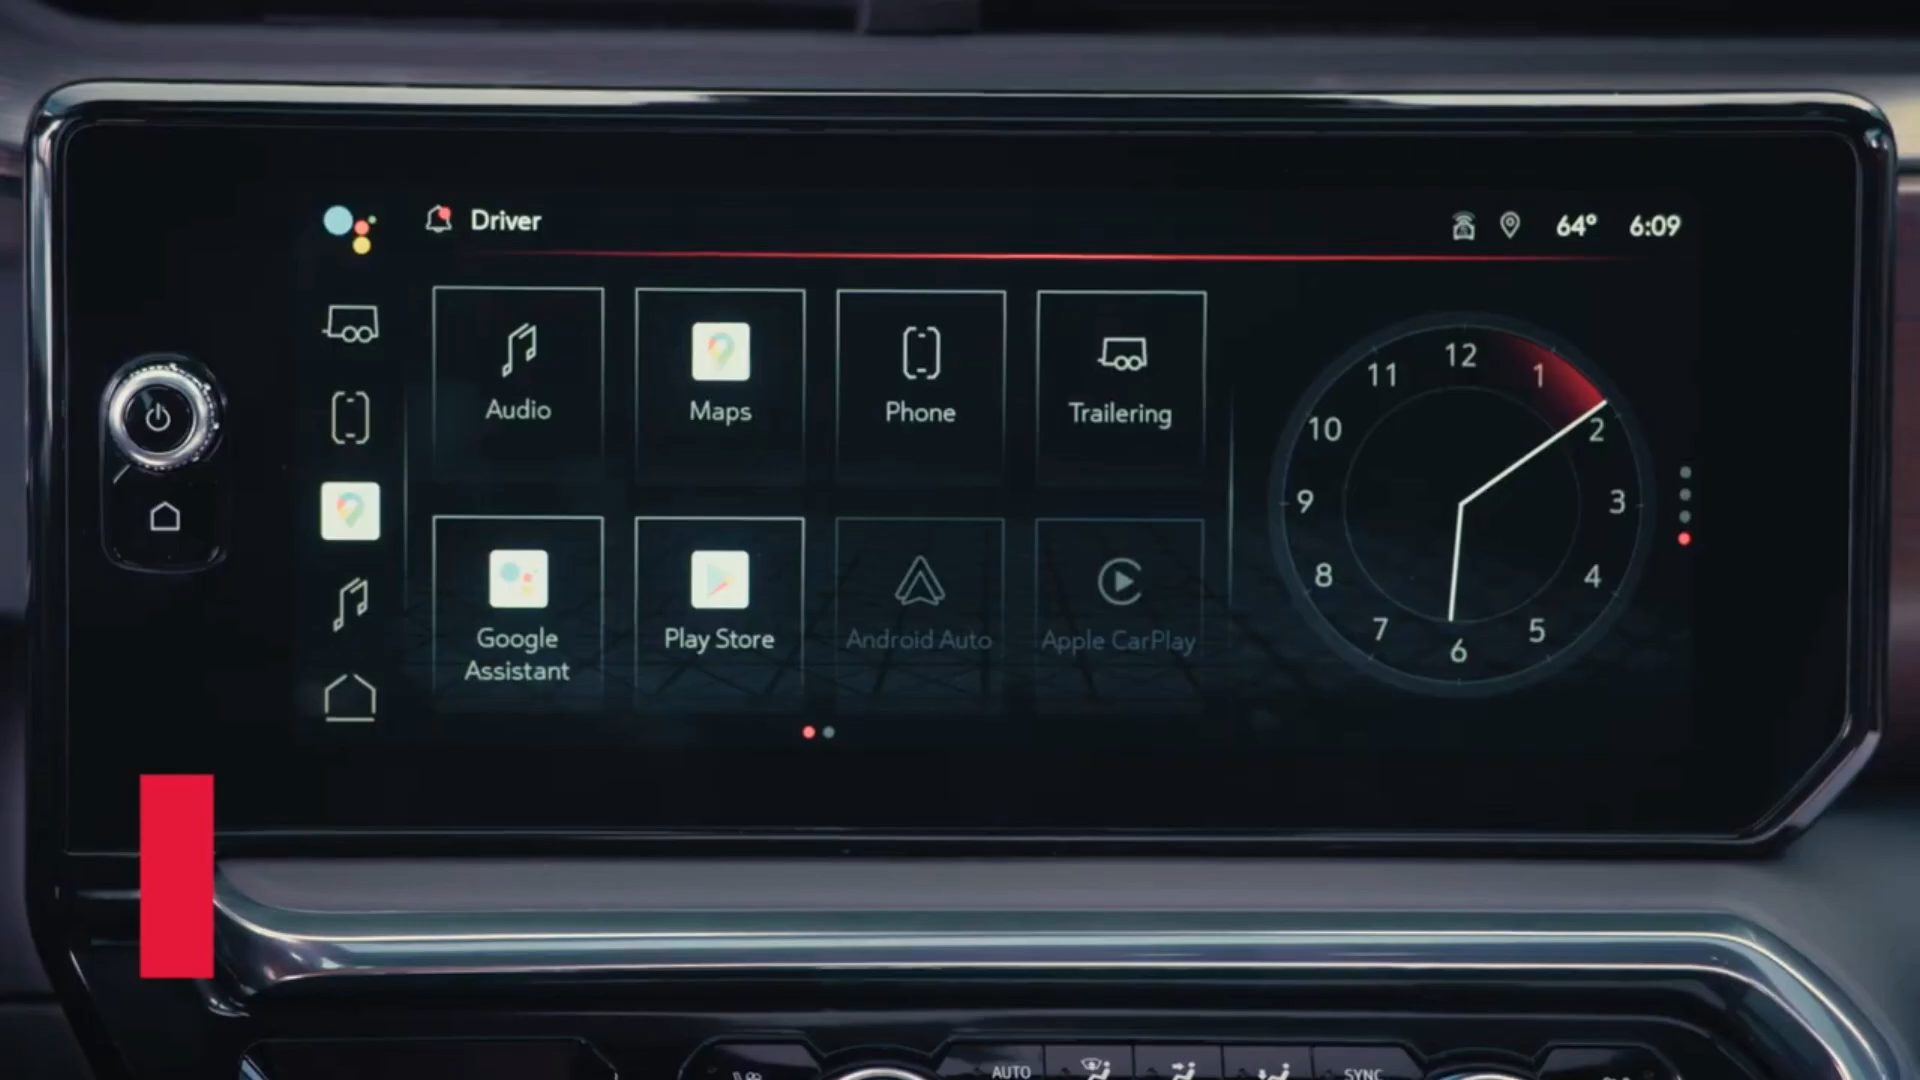 Driver
64° 6:09
Audio
Maps
Phone
Trailering
Google
Assistant
Play Store
Android Auto
Apple CarPlay
12
1
2
3
4
5
6
7
8
9
10
11
AUTO
SYNC